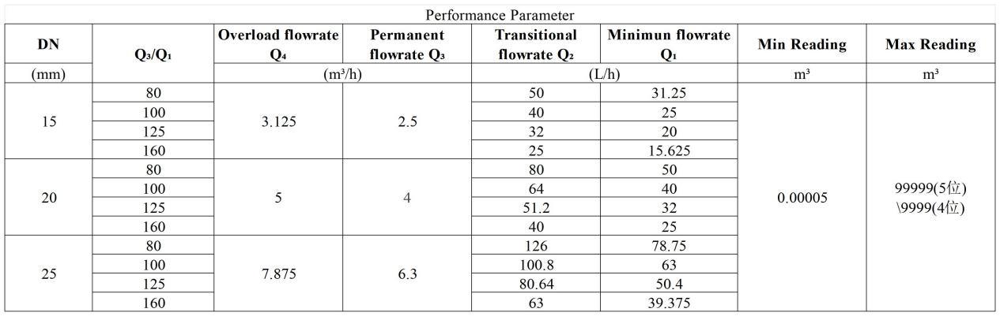 Performance Parameter
DN Q₃/Q₁ Overload flowrate Q₄ Permanent flowrate Q₃ Transitional flowrate Q₂ Minimun flowrate Q₁ Min Reading Max Reading
(mm) (m³/h) (L/h) m³ m³
15 80 3.125 2.5 50 31.25 0.00005 99999(5位) \9999(4位)
100 40 25
125 32 20
160 25 15.625
20 80 5 4 80 50
100 64 40
125 51.2 32
160 40 25
25 80 7.875 6.3 126 78.75
100 100.8 63
125 80.64 50.4
160 63 39.375